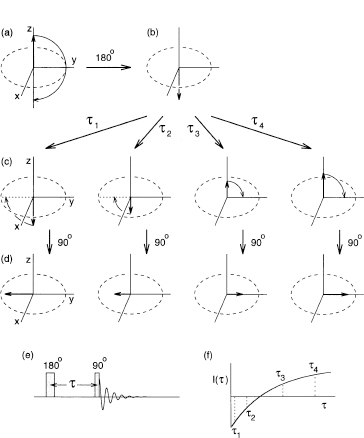 (a) z y x 180° (b)
τ1 τ2 τ3 τ4
(c) z y x
90° 90° 90° 90°
(d) z y x
(e) 180° τ 90°
(f) I(τ) τ1 τ2 τ3 τ4 τ